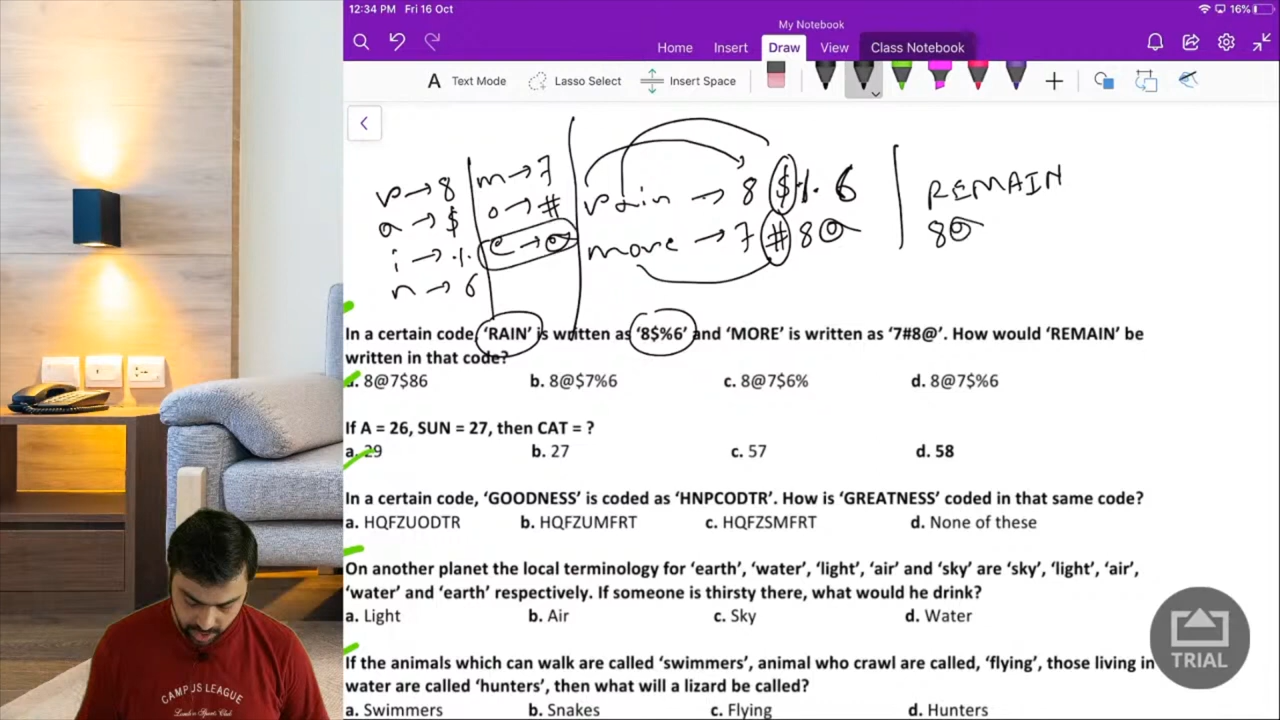 12:34 PM Fri 16 Oct
16%
My Notebook
Home Insert Draw View Class Notebook
Text Mode Lasso Select Insert Space
r → 8
a → $
i → %
n → 6
m → 7
o → #
e → @
rain → 8 $ % 6
more → 7 # 8 @
REMAIN
8@
In a certain code, ‘RAIN’ is written as ‘8$%6’ and ‘MORE’ is written as ‘7#8@’. How would ‘REMAIN’ be
written in that code?
a. 8@7$86 b. 8@$7%6 c. 8@7$6% d. 8@7$%6
If A = 26, SUN = 27, then CAT = ?
a. 29 b. 27 c. 57 d. 58
In a certain code, ‘GOODNESS’ is coded as ‘HNPCODTR’. How is ‘GREATNESS’ coded in that same code?
a. HQFZUODTR b. HQFZUMFRT c. HQFZSMFRT d. None of these
On another planet the local terminology for ‘earth’, ‘water’, ‘light’, ‘air’ and ‘sky’ are ‘sky’, ‘light’, ‘air’,
‘water’ and ‘earth’ respectively. If someone is thirsty there, what would he drink?
a. Light b. Air c. Sky d. Water
If the animals which can walk are called ‘swimmers’, animal who crawl are called, ‘flying’, those living in
water are called ‘hunters’, then what will a lizard be called?
a. Swimmers b. Snakes c. Flying d. Hunters
TRIAL
CAMPUS LEAGUE